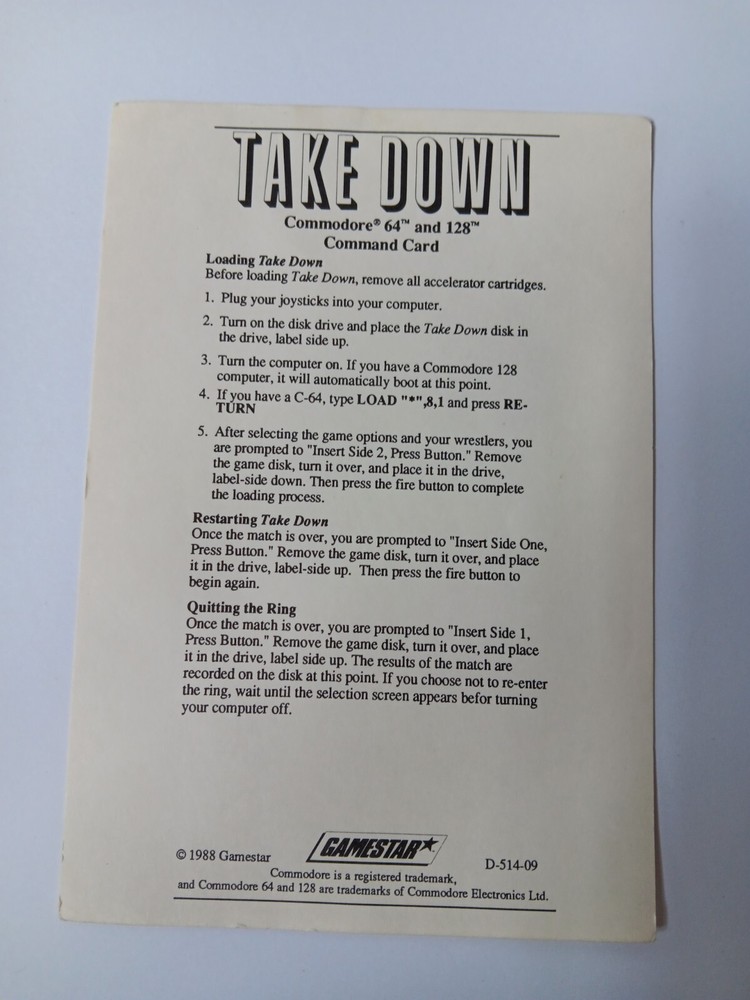 TAKE DOWN
Commodore® 64™ and 128™
Command Card
Loading Take Down
Before loading Take Down, remove all accelerator cartridges.
1. Plug your joysticks into your computer.
2. Turn on the disk drive and place the Take Down disk in
the drive, label side up.
3. Turn the computer on. If you have a Commodore 128
computer, it will automatically boot at this point.
4. If you have a C-64, type LOAD "*",8,1 and press RE-
TURN
5. After selecting the game options and your wrestlers, you
are prompted to "Insert Side 2, Press Button." Remove
the game disk, turn it over, and place it in the drive,
label-side down. Then press the fire button to complete
the loading process.
Restarting Take Down
Once the match is over, you are prompted to "Insert Side One,
Press Button." Remove the game disk, turn it over, and place
it in the drive, label-side up. Then press the fire button to
begin again.
Quitting the Ring
Once the match is over, you are prompted to "Insert Side 1,
Press Button." Remove the game disk, turn it over, and place
it in the drive, label side up. The results of the match are
recorded on the disk at this point. If you choose not to re-enter
the ring, wait until the selection screen appears befor turning
your computer off.
© 1988 Gamestar
GAMESTAR
D-514-09
Commodore is a registered trademark,
and Commodore 64 and 128 are trademarks of Commodore Electronics Ltd.